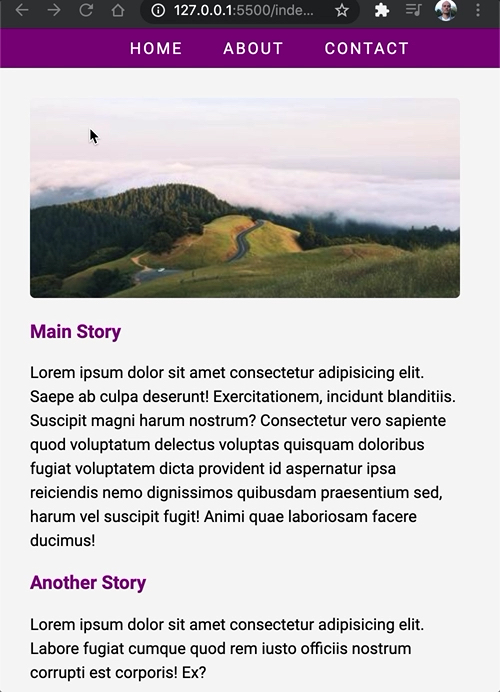 127.0.0.1:5500/inde...
HOME ABOUT CONTACT
Main Story
Lorem ipsum dolor sit amet consectetur adipisicing elit.
Saepe ab culpa deserunt! Exercitationem, incidunt blanditiis.
Suscipit magni harum nostrum? Consectetur vero sapiente
quod voluptatum delectus voluptas quisquam doloribus
fugiat voluptatem dicta provident id aspernatur ipsa
reiciendis nemo dignissimos quibusdam praesentium sed,
harum vel suscipit fugit! Animi quae laboriosam facere
ducimus!
Another Story
Lorem ipsum dolor sit amet consectetur adipisicing elit.
Labore fugiat cumque quod rem iusto officiis nostrum
corrupti est corporis! Ex?